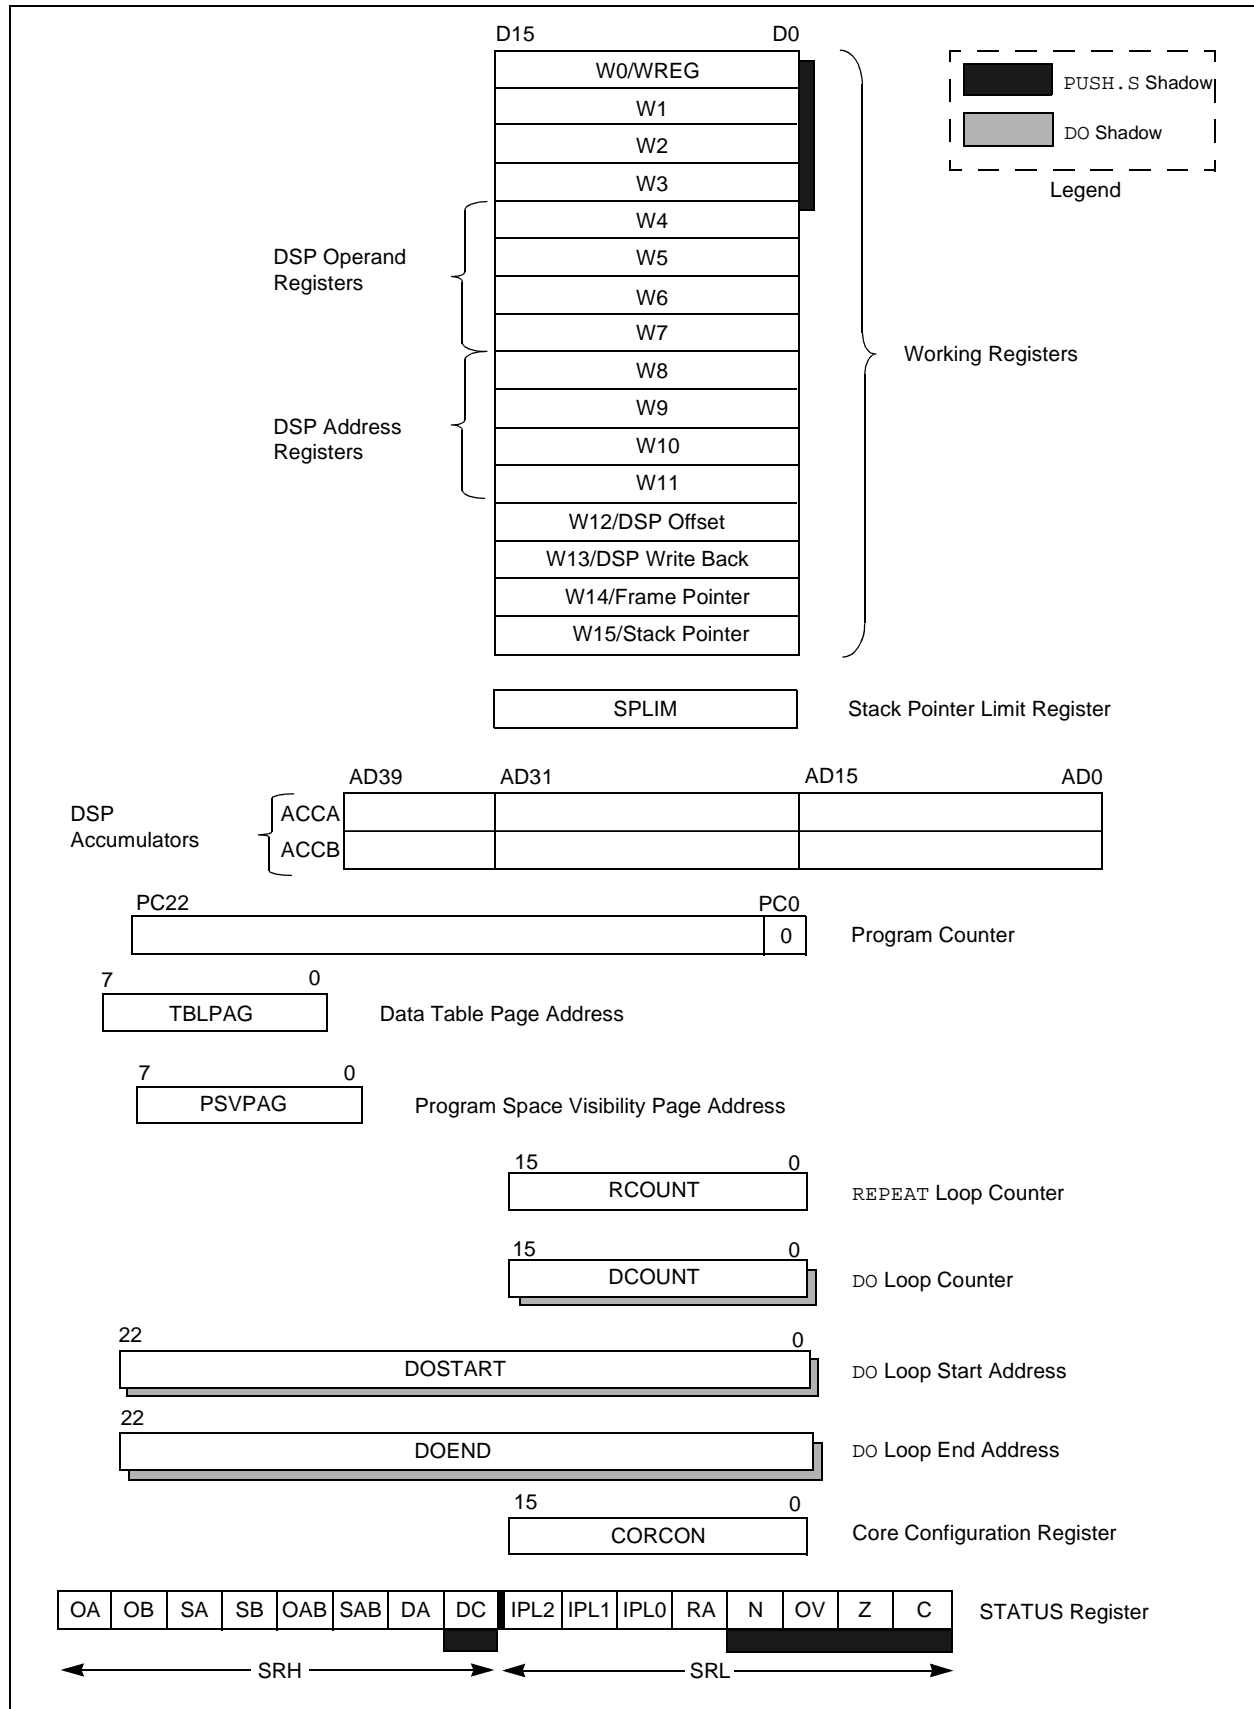 D15 D0
W0/WREG
W1
W2
W3
W4
W5
W6
W7
W8
W9
W10
W11
W12/DSP Offset
W13/DSP Write Back
W14/Frame Pointer
W15/Stack Pointer
PUSH.S Shadow
DO Shadow
Legend
DSP Operand
Registers
DSP Address
Registers
Working Registers
SPLIM Stack Pointer Limit Register
AD39 AD31 AD15 AD0
DSP
Accumulators
ACCA
ACCB
PC22 PC0
0 Program Counter
7 0
TBLPAG Data Table Page Address
7 0
PSVPAG Program Space Visibility Page Address
15 0
RCOUNT REPEAT Loop Counter
15 0
DCOUNT DO Loop Counter
22 0
DOSTART DO Loop Start Address
22
DOEND DO Loop End Address
15 0
CORCON Core Configuration Register
OA OB SA SB OAB SAB DA DC IPL2 IPL1 IPL0 RA N OV Z C STATUS Register
SRH SRL